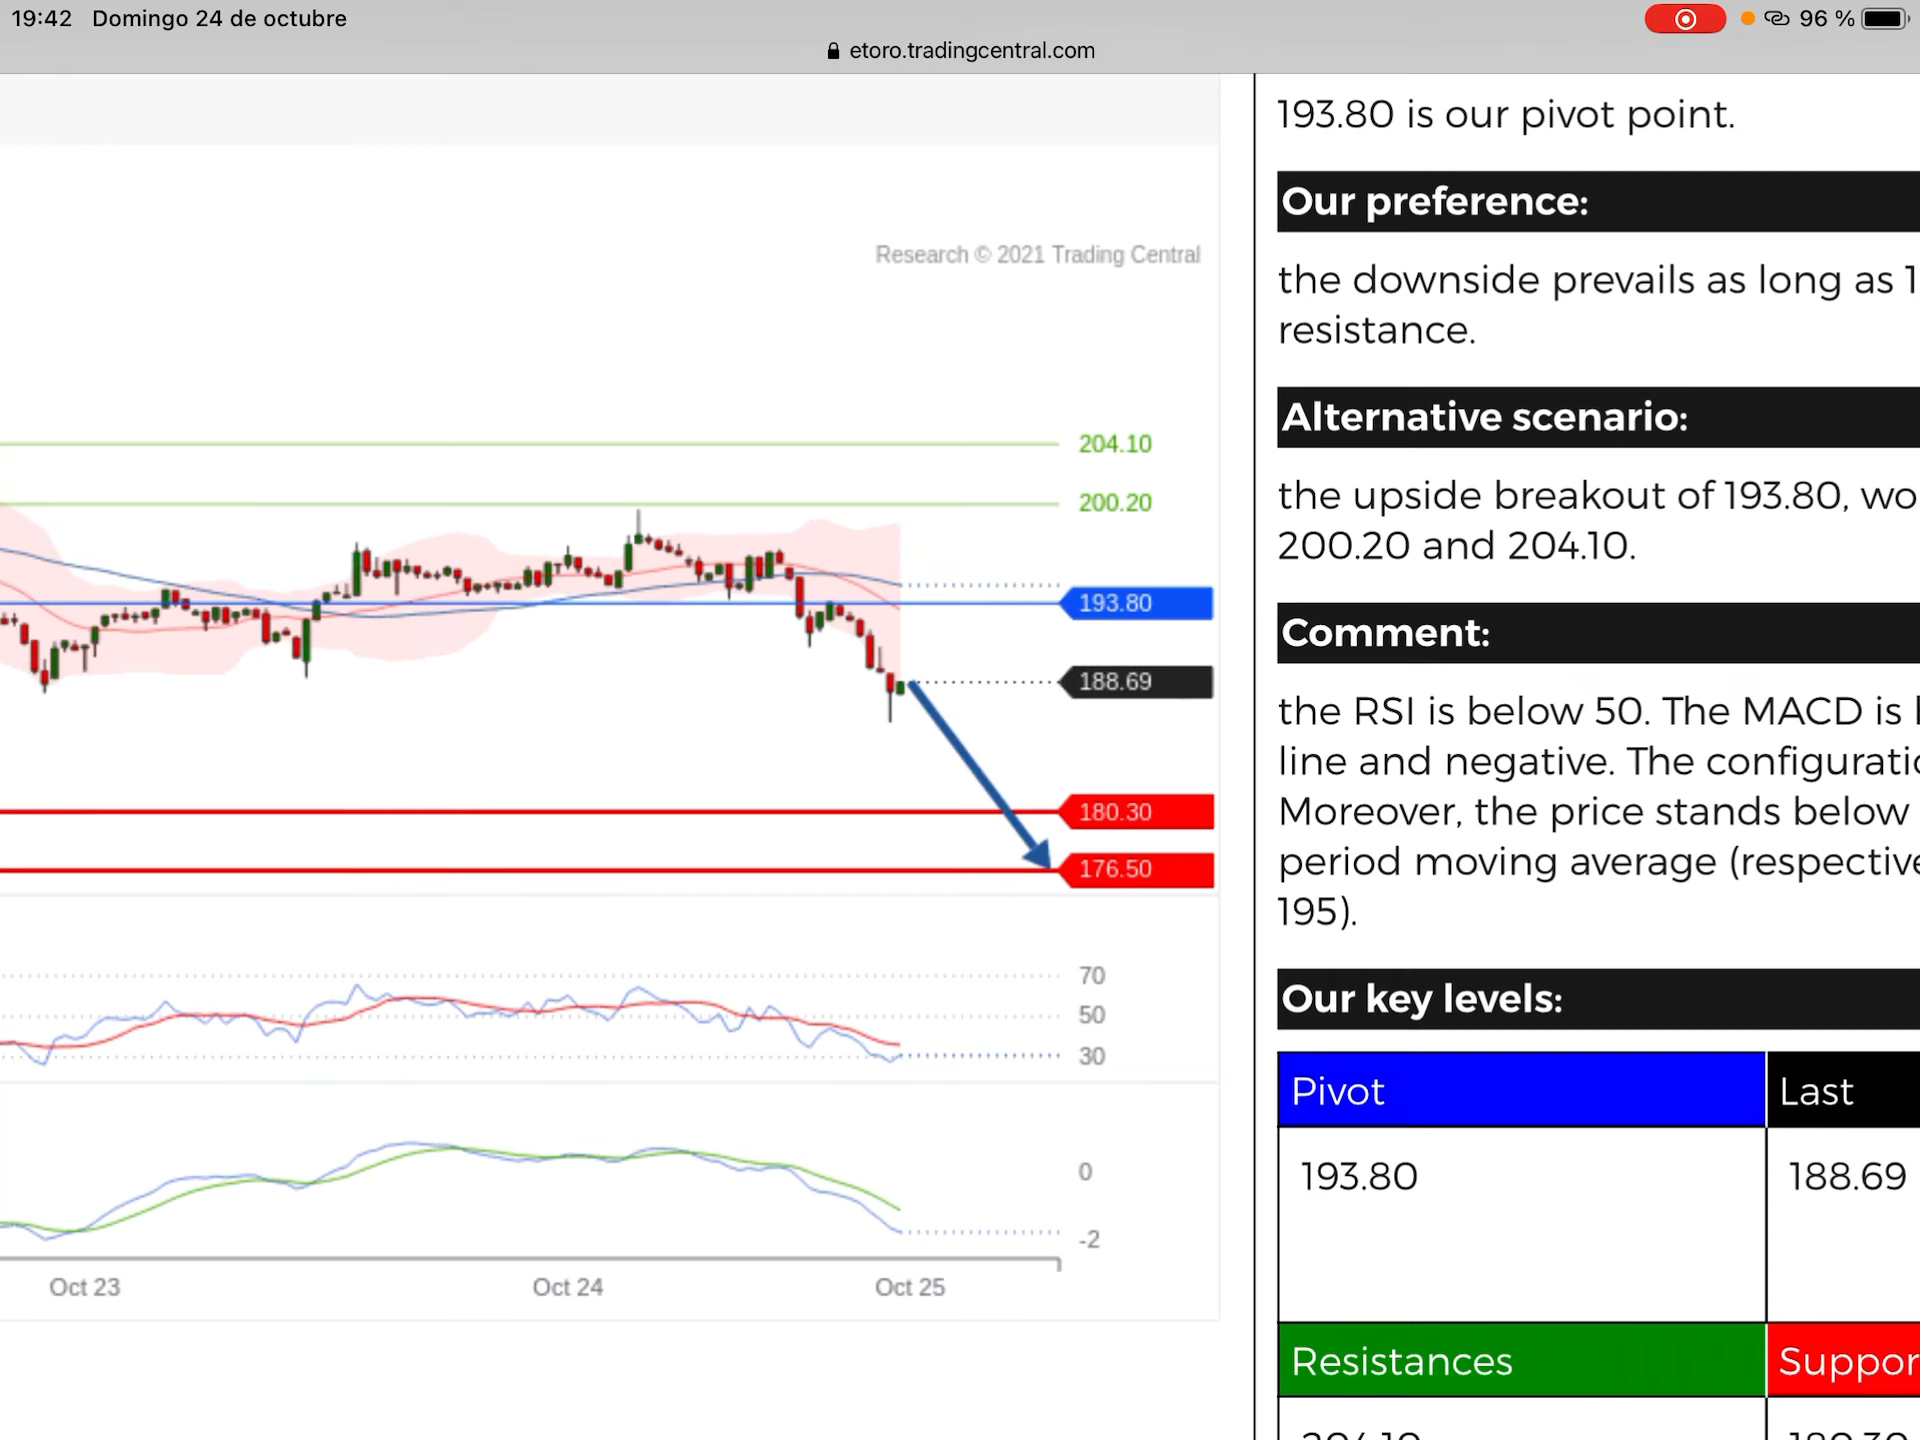 19:42 Domingo 24 de octubre
96 %
etoro.tradingcentral.com
Research © 2021 Trading Central
204.10
200.20
193.80
188.69
180.30
176.50
70
50
30
0
-2
Oct 23 Oct 24 Oct 25
193.80 is our pivot point.
Our preference:
the downside prevails as long as 1
resistance.
Alternative scenario:
the upside breakout of 193.80, wo
200.20 and 204.10.
Comment:
the RSI is below 50. The MACD is
line and negative. The configuratio
Moreover, the price stands below
period moving average (respective
195).
Our key levels:
Pivot Last
193.80 188.69
Resistances Suppor